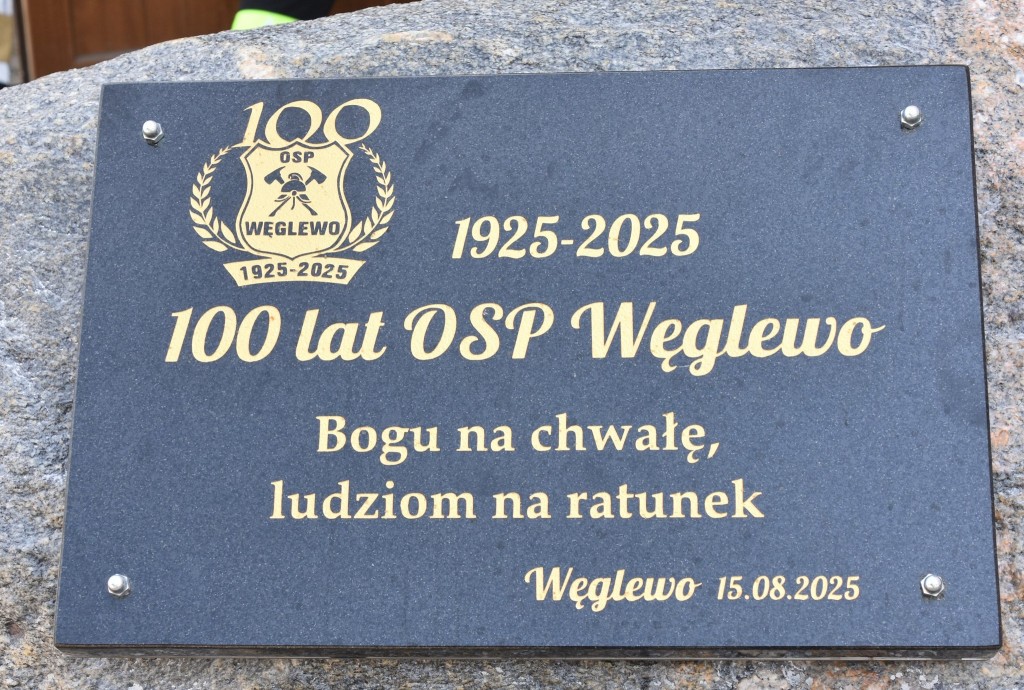 100
OSP
WĘGLEWO
1925-2025
1925-2025
100 lat OSP Węglewo
Bogu na chwałę,
ludziom na ratunek
Węglewo 15.08.2025